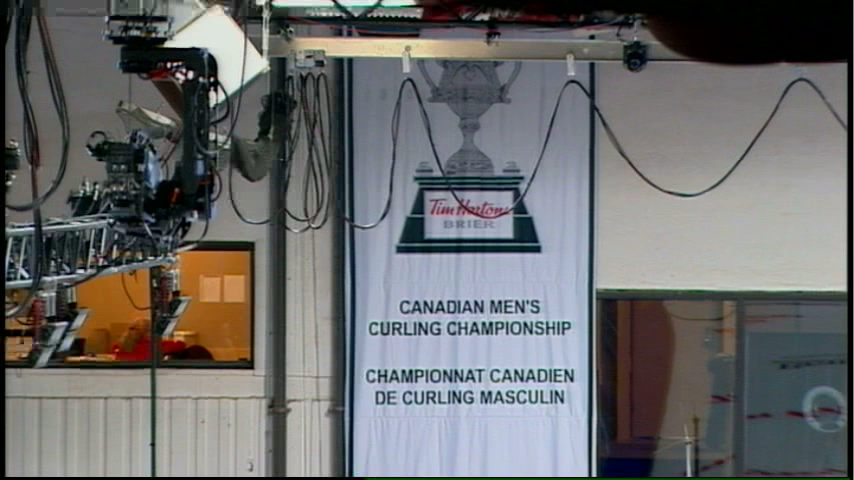 Tim Hortons
BRIER
CANADIAN MEN'S
CURLING CHAMPIONSHIP
CHAMPIONNAT CANADIEN
DE CURLING MASCULIN